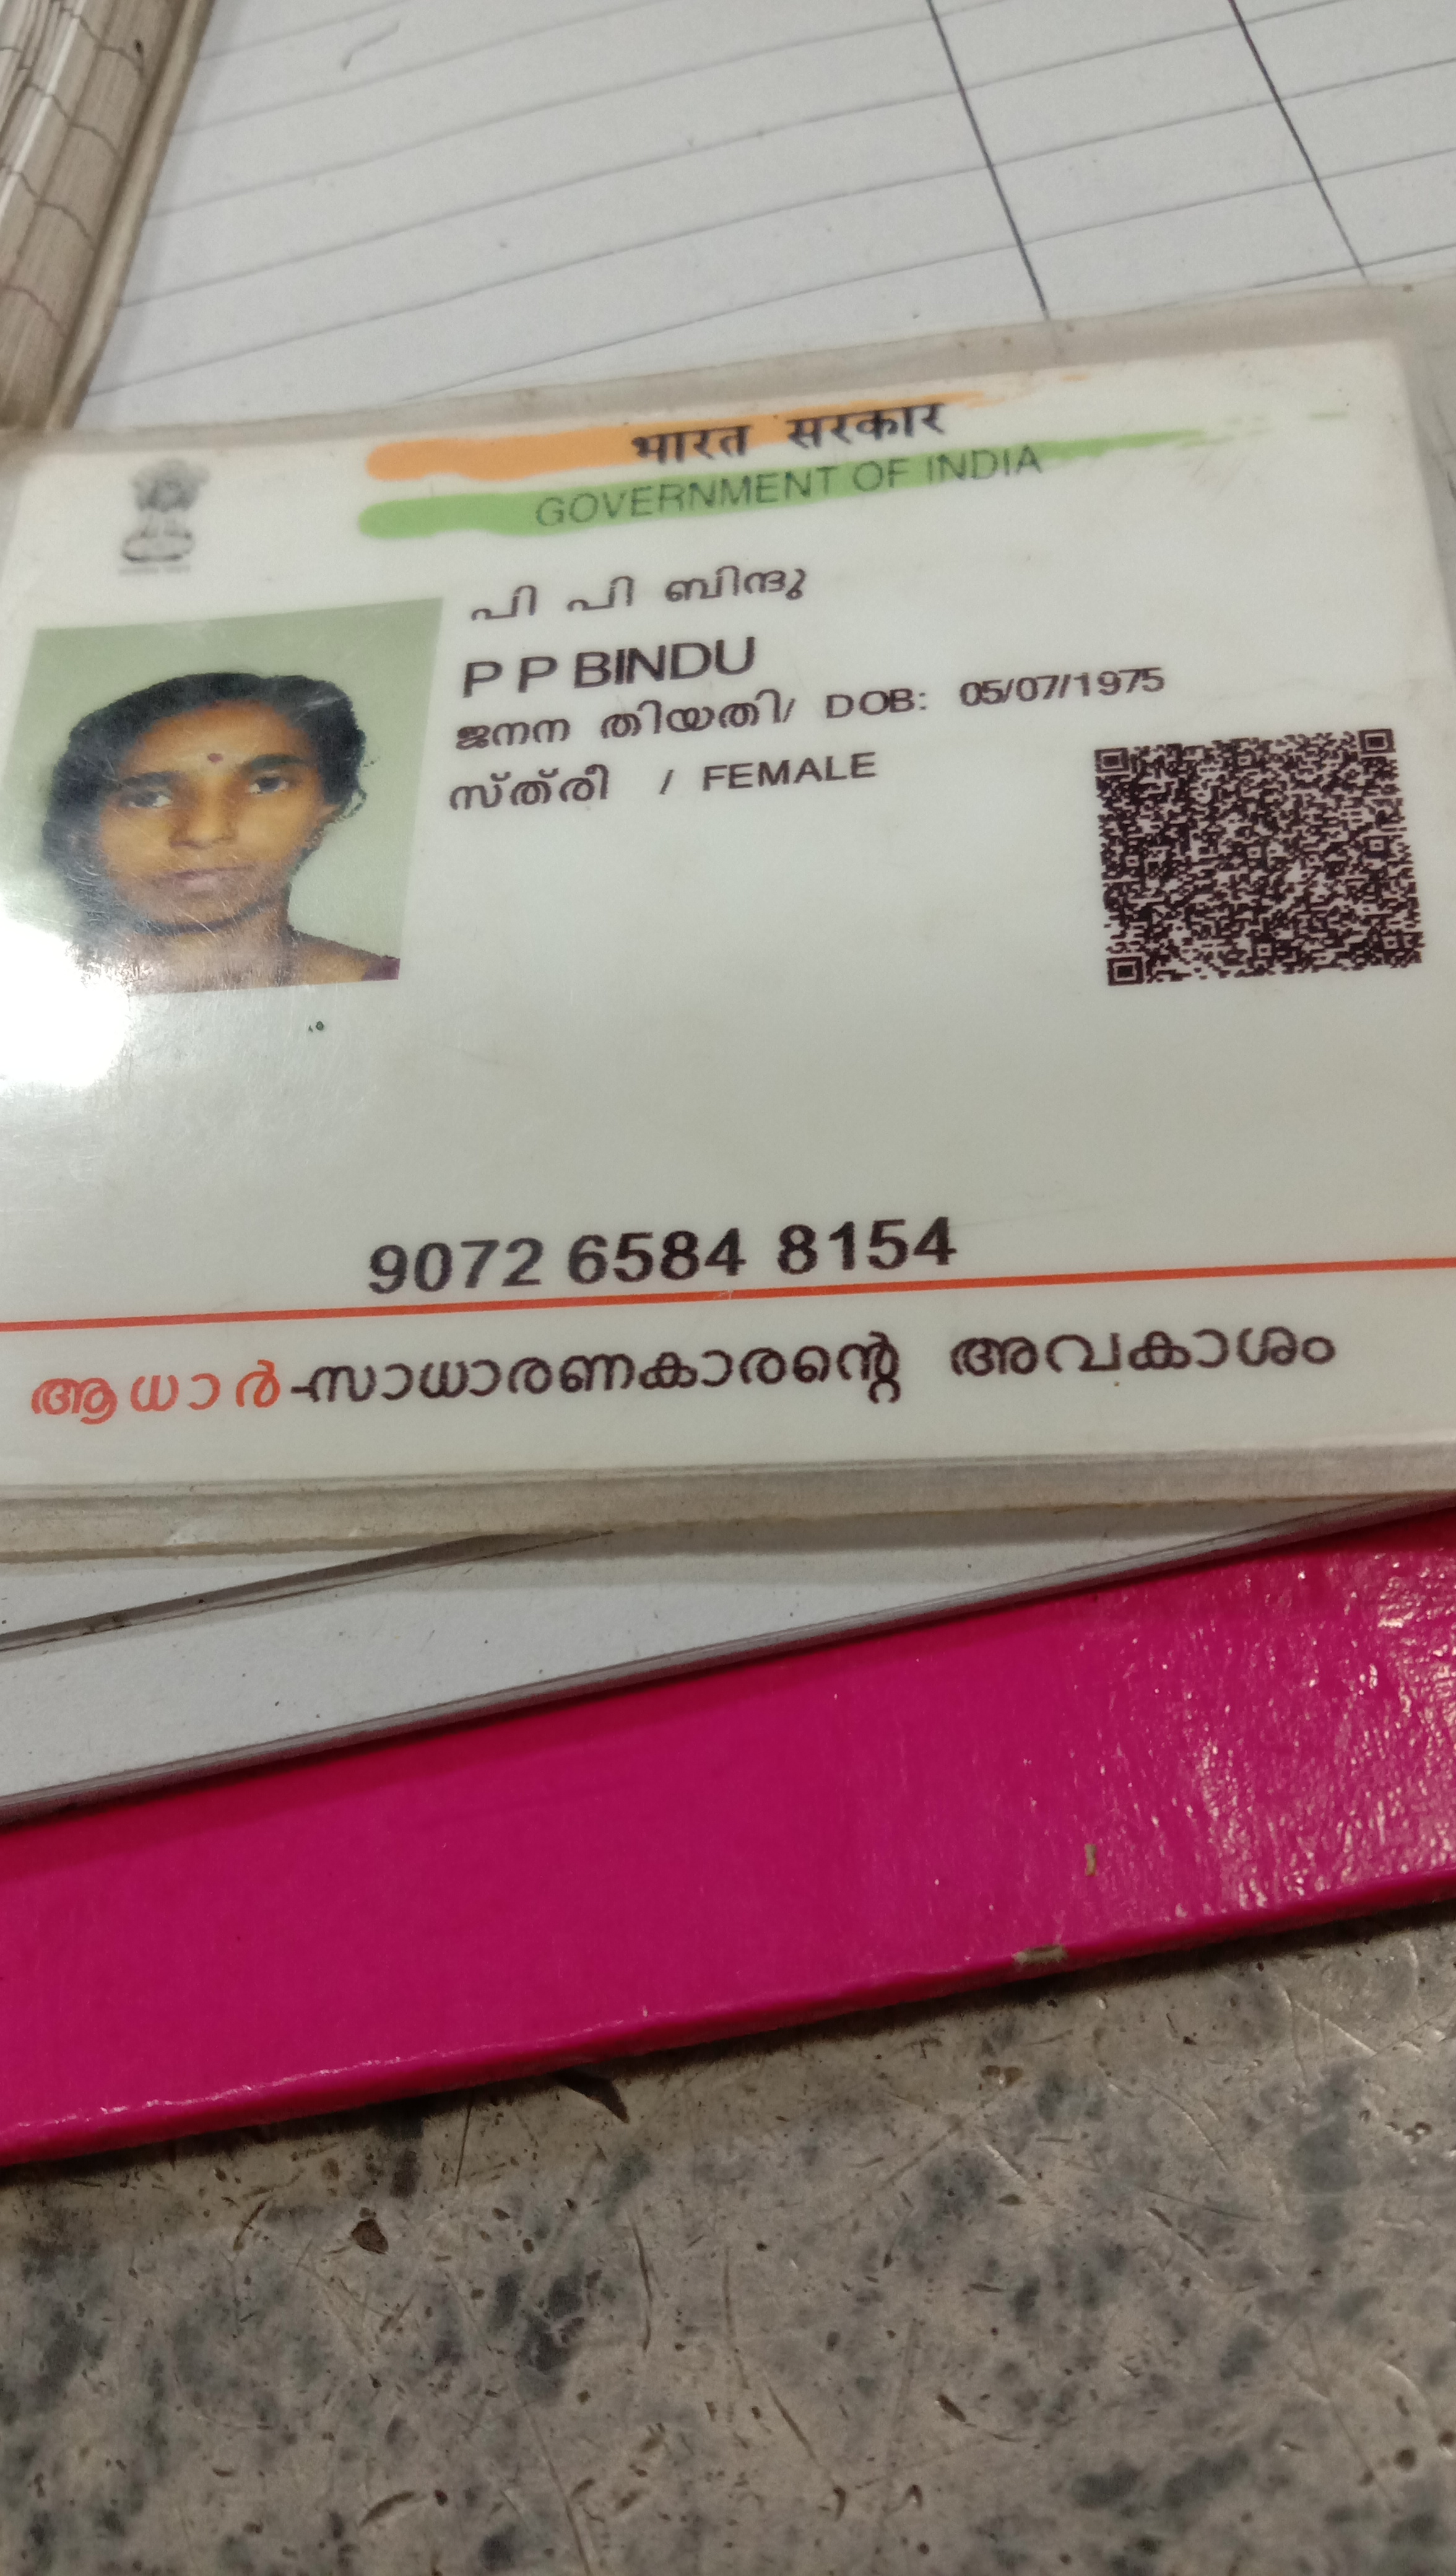 भारत सरकार
GOVERNMENT OF INDIA
പി പി ബിന്ദു
P P BINDU
ജനന തിയതി/ DOB: 05/07/1975
സ്ത്രീ / FEMALE
9072 6584 8154
ആധാർ-സാധാരണകാരന്റെ അവകാശം